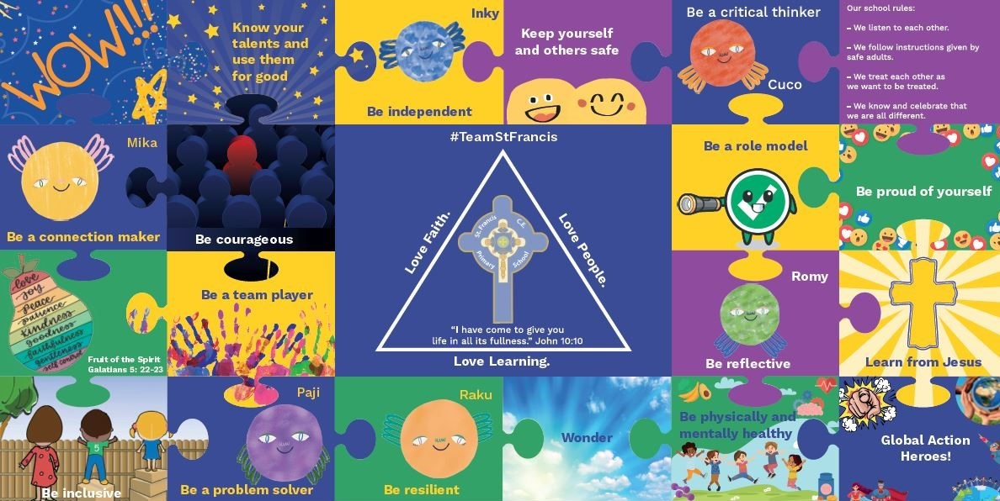 WOW!!!
Know your
talents and
use them
for good
Inky
Be independent
Keep yourself
and others safe
Be a critical thinker
Cuco
Our school rules:
– We listen to each other.
– We follow instructions given by
safe adults.
– We treat each other as
we want to be treated.
– We know and celebrate that
we are all different.
Mika
Be a connection maker
Be courageous
#TeamStFrancis
Love Faith.
Love People.
St. Francis
C.E.
Primary
School
“I have come to give you
life in all its fullness.” John 10:10
Love Learning.
Be a role model
Be proud of yourself
love
joy
peace
patience
kindness
goodness
faithfulness
gentleness
self control
Fruit of the Spirit
Galatians 5: 22-23
Be a team player
Romy
Be reflective
Learn from Jesus
5
Be inclusive
Paji
Be a problem solver
Raku
Be resilient
Wonder
Be physically and
mentally healthy
Global Action
Heroes!